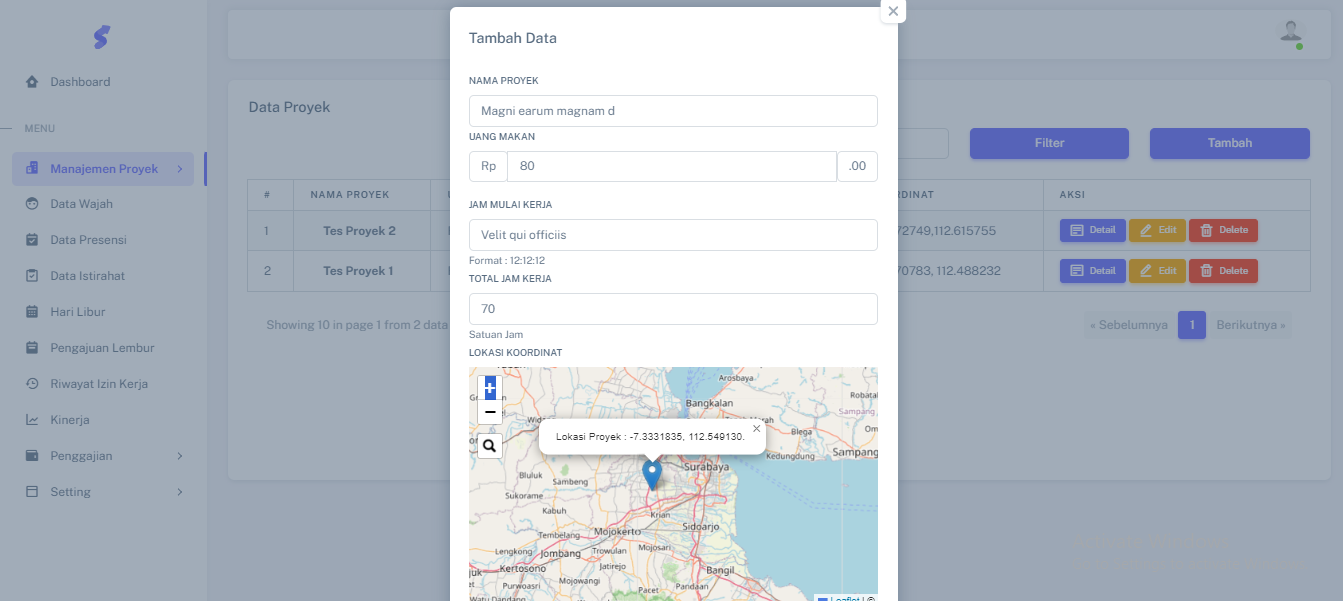 Tambah Data
NAMA PROYEK
Magni earum magnam d
UANG MAKAN
Rp 80 .00
JAM MULAI KERJA
Velit qui officiis
Format : 12:12:12
TOTAL JAM KERJA
70
Satuan Jam
LOKASI KOORDINAT
+
−
Lokasi Proyek : -7.3331835, 112.549130.
×
Arosbaya
Robatal
Bangkalan
Sampang
Blega
Kedungdung
Sampang
Surabaya
Bluluk
Sambeng
Sukorame
Kabuh
Krian
Sidoarjo
Tembelang
Mojokerto
Lengkong
Jombang
Trowulan
Mojosari
Kertosono
Jatirejo
Bangil
Purwoasri
Mojowangi
Pacet
Pandaan
Watu Dandang
Leaflet | ©
Dashboard
MENU
Manajemen Proyek
Data Wajah
Data Presensi
Data Istirahat
Hari Libur
Pengajuan Lembur
Riwayat Izin Kerja
Kinerja
Penggajian
Setting
Data Proyek
Filter Tambah
# NAMA PROYEK RDINAT AKSI
1 Tes Proyek 2 72749,112.615755 Detail Edit Delete
2 Tes Proyek 1 70783, 112.488232 Detail Edit Delete
Showing 10 in page 1 from 2 data
« Sebelumnya 1 Berikutnya »